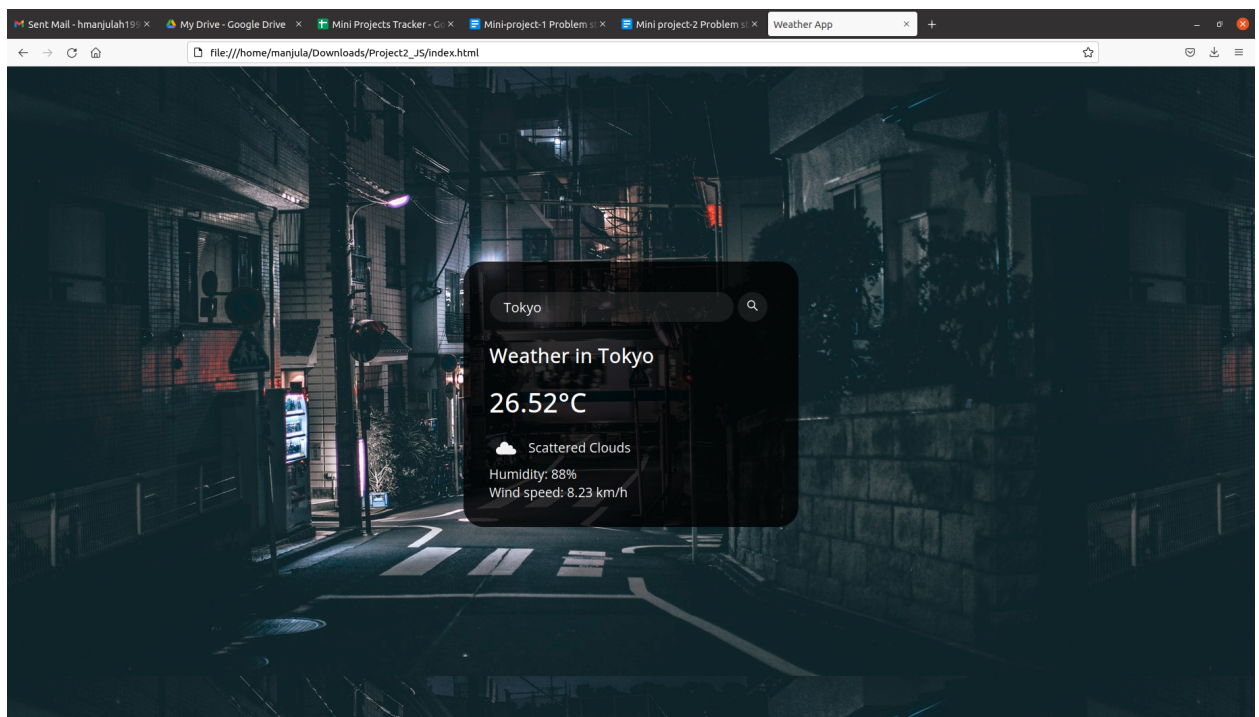 Sent Mail - hmanjulah199
My Drive - Google Drive
Mini Projects Tracker - Go
Mini-project-1 Problem s
Mini project-2 Problem st
Weather App
file:///home/manjula/Downloads/Project2_JS/index.html
Tokyo
Weather in Tokyo
26.52°C
Scattered Clouds
Humidity: 88%
Wind speed: 8.23 km/h